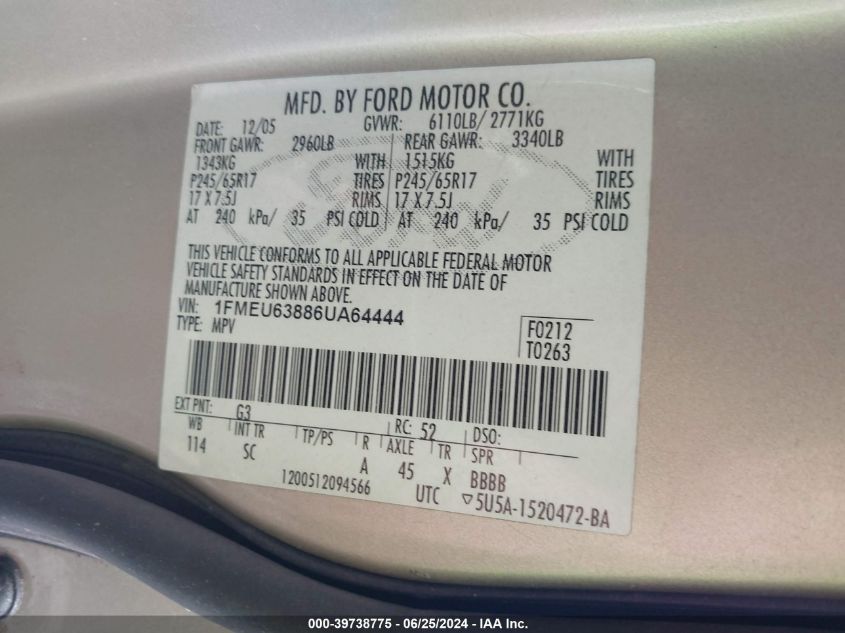 MFD. BY FORD MOTOR CO.
DATE: 12/05 GVWR: 6110LB/ 2771KG
FRONT GAWR: 2960LB REAR GAWR: 3340LB
1343KG WITH 1515KG WITH
P245/65R17 TIRES P245/65R17 TIRES
17 X 7.5J RIMS 17 X 7.5J RIMS
AT 240 kPa/ 35 PSI COLD AT 240 kPa/ 35 PSI COLD
THIS VEHICLE CONFORMS TO ALL APPLICABLE FEDERAL MOTOR
VEHICLE SAFETY STANDARDS IN EFFECT ON THE DATE OF
MANUFACTURE SHOWN ABOVE.
VIN: 1FMEU63886UA64444
TYPE: MPV
F0212
T0263
EXT PNT: G3 RC: 52 DSO:
WB INT TR TP/PS R AXLE TR SPR
114 SC A 45 X BBBB
1200512094566 UTC ▽5U5A-1520472-BA
000-39738775 - 06/25/2024 - IAA Inc.